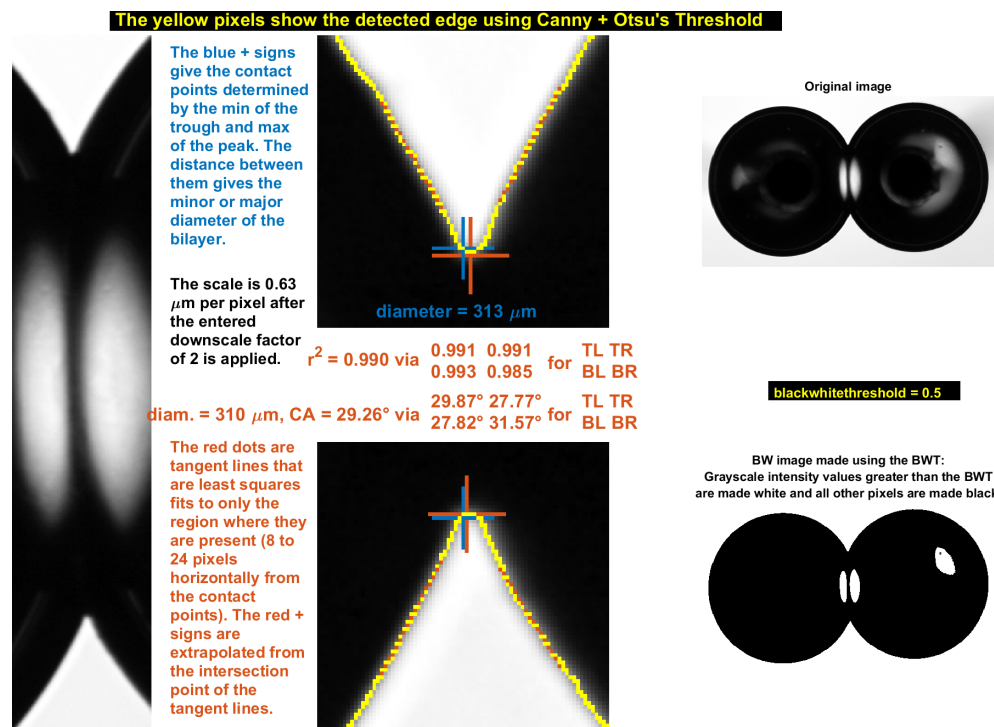 The yellow pixels show the detected edge using Canny + Otsu's Threshold
The blue + signs
give the contact
points determined
by the min of the
trough and max
of the peak. The
distance between
them gives the
minor or major
diameter of the
bilayer.
The scale is 0.63
μm per pixel after
the entered
downscale factor
of 2 is applied.
diameter = 313 μm
r² = 0.990 via 0.991 0.991 for TL TR
0.993 0.985 BL BR
diam. = 310 μm, CA = 29.26° via 29.87° 27.77° for TL TR
27.82° 31.57° BL BR
The red dots are
tangent lines that
are least squares
fits to only the
region where they
are present (8 to
24 pixels
horizontally from
the contact
points). The red +
signs are
extrapolated from
the intersection
point of the
tangent lines.
Original image
blackwhitethreshold = 0.5
BW image made using the BWT:
Grayscale intensity values greater than the BWT
are made white and all other pixels are made black